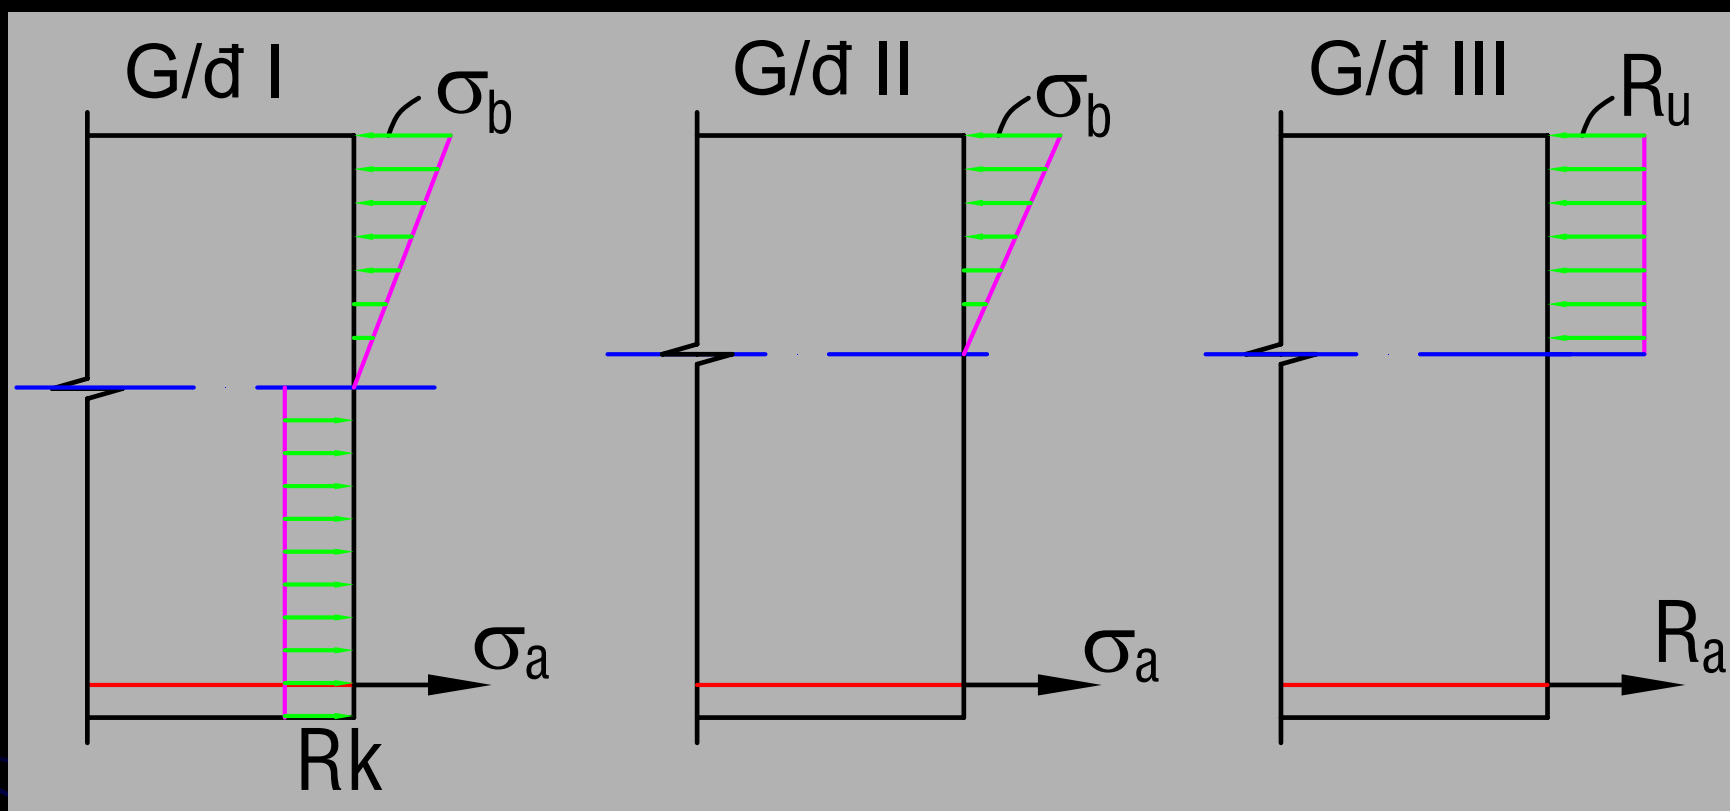 G/đ I
σb
σa
Rk
G/đ II
σb
σa
G/đ III
Ru
Ra